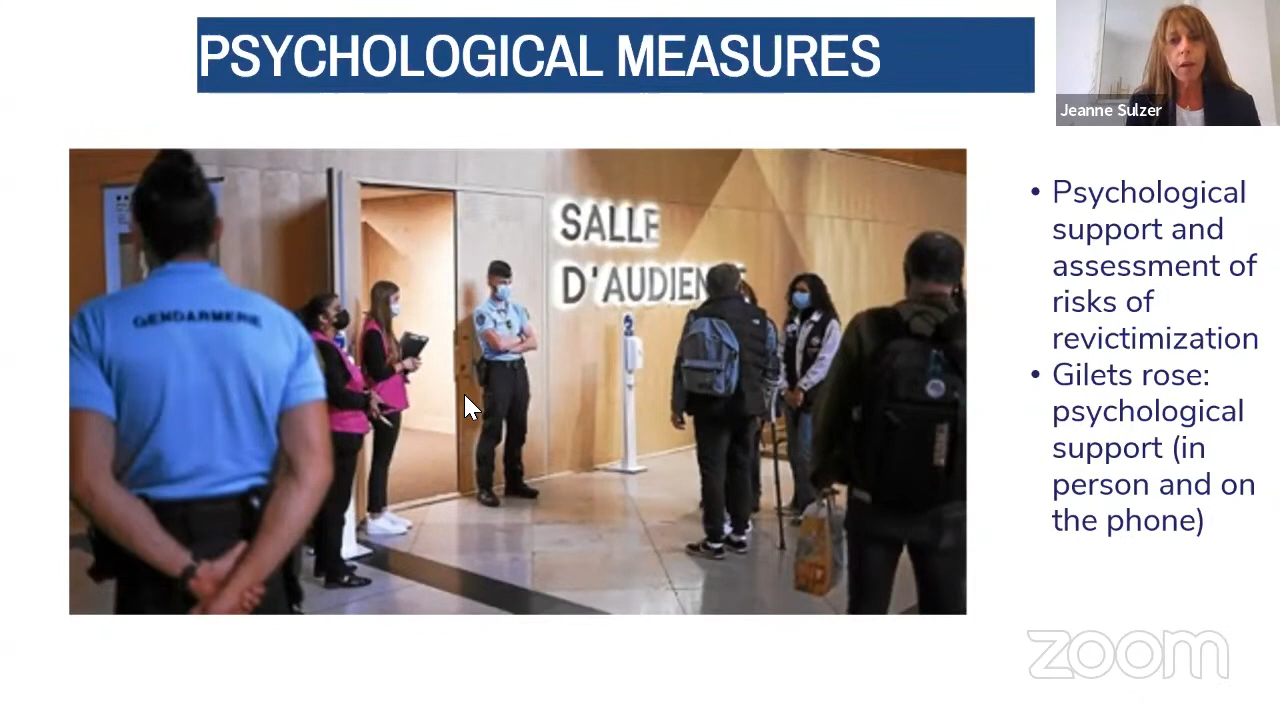 PSYCHOLOGICAL MEASURES
Jeanne Sulzer
GENDARMERIE
SALLE
D'AUDIEN
• Psychological
support and
assessment of
risks of
revictimization
• Gilets rose:
psychological
support (in
person and on
the phone)
zoom